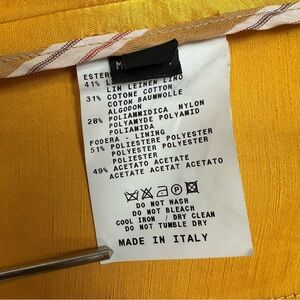 M
ESTER
41% L
LIN LEINEN LINO
31% COTONE COTTON
COTON BAUMWOLLE
ALGODON
28% POLIAMMIDICA NYLON
POLYAMYDE POLYAMID
POLIAMIDA
FODERA - LINING
51% POLIESTERE POLYESTER
POLYESTER POLYESTER
POLIESTER
49% ACETATO ACETATE
ACETATE AZETAT ACETATO
P
DO NOT WASH
DO NOT BLEACH
COOL IRON / DRY CLEAN
DO NOT TUMBLE DRY
MADE IN ITALY